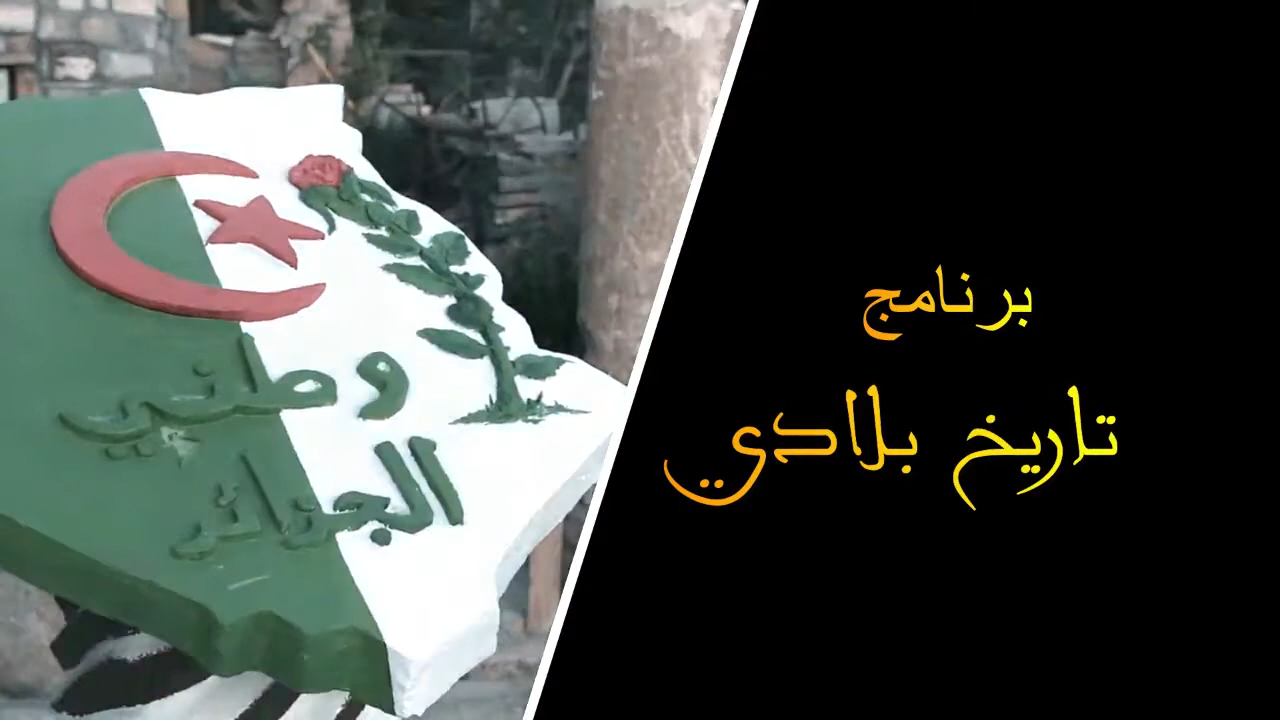 وطني
الجزائر
برنامج
تاريخ بلادي